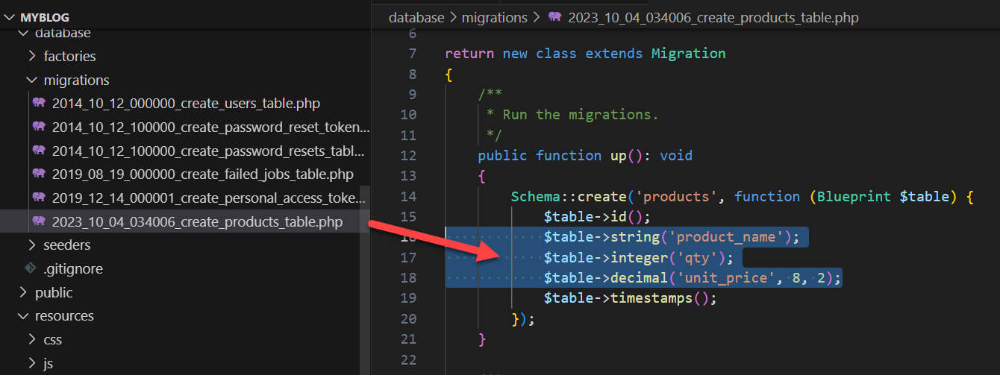 MYBLOG
database
factories
migrations
2014_10_12_000000_create_users_table.php
2014_10_12_100000_create_password_reset_token...
2014_10_12_100000_create_password_resets_tabl...
2019_08_19_000000_create_failed_jobs_table.php
2019_12_14_000001_create_personal_access_toke...
2023_10_04_034006_create_products_table.php
seeders
.gitignore
public
resources
css
js
database > migrations > 2023_10_04_034006_create_products_table.php
6
7 return new class extends Migration
8 {
9 /**
10 * Run the migrations.
11 */
12 public function up(): void
13 {
14 Schema::create('products', function (Blueprint $table) {
15 $table->id();
16 $table->string('product_name');
17 $table->integer('qty');
18 $table->decimal('unit_price', 8, 2);
19 $table->timestamps();
20 });
21 }
22